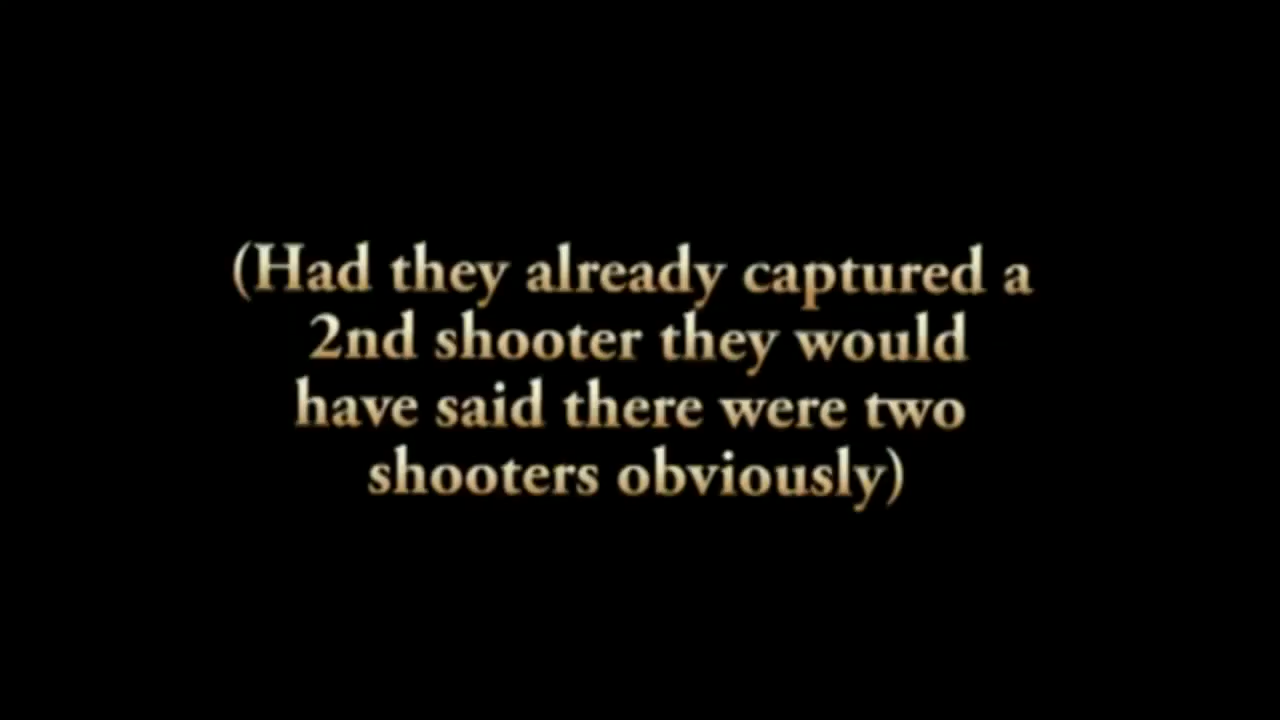 (Had they already captured a
2nd shooter they would
have said there were two
shooters obviously)